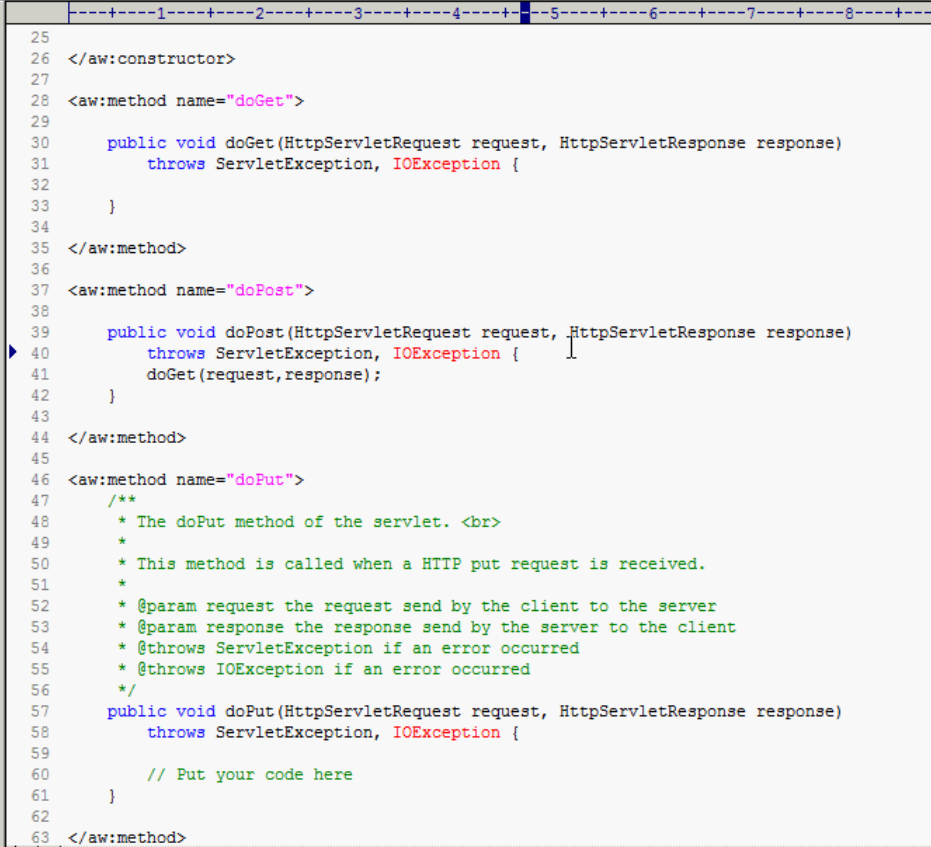 ----+----1----+----2----+----3----+----4----+----5----+----6----+----7----+----8----+---
25
26 </aw:constructor>
27
28 <aw:method name="doGet">
29
30     public void doGet(HttpServletRequest request, HttpServletResponse response)
31         throws ServletException, IOException {
32
33     }
34
35 </aw:method>
36
37 <aw:method name="doPost">
38
39     public void doPost(HttpServletRequest request, HttpServletResponse response)
40         throws ServletException, IOException {
41         doGet(request,response);
42     }
43
44 </aw:method>
45
46 <aw:method name="doPut">
47     /**
48      * The doPut method of the servlet. <br>
49      *
50      * This method is called when a HTTP put request is received.
51      *
52      * @param request the request send by the client to the server
53      * @param response the response send by the server to the client
54      * @throws ServletException if an error occurred
55      * @throws IOException if an error occurred
56      */
57     public void doPut(HttpServletRequest request, HttpServletResponse response)
58         throws ServletException, IOException {
59
60         // Put your code here
61     }
62
63 </aw:method>